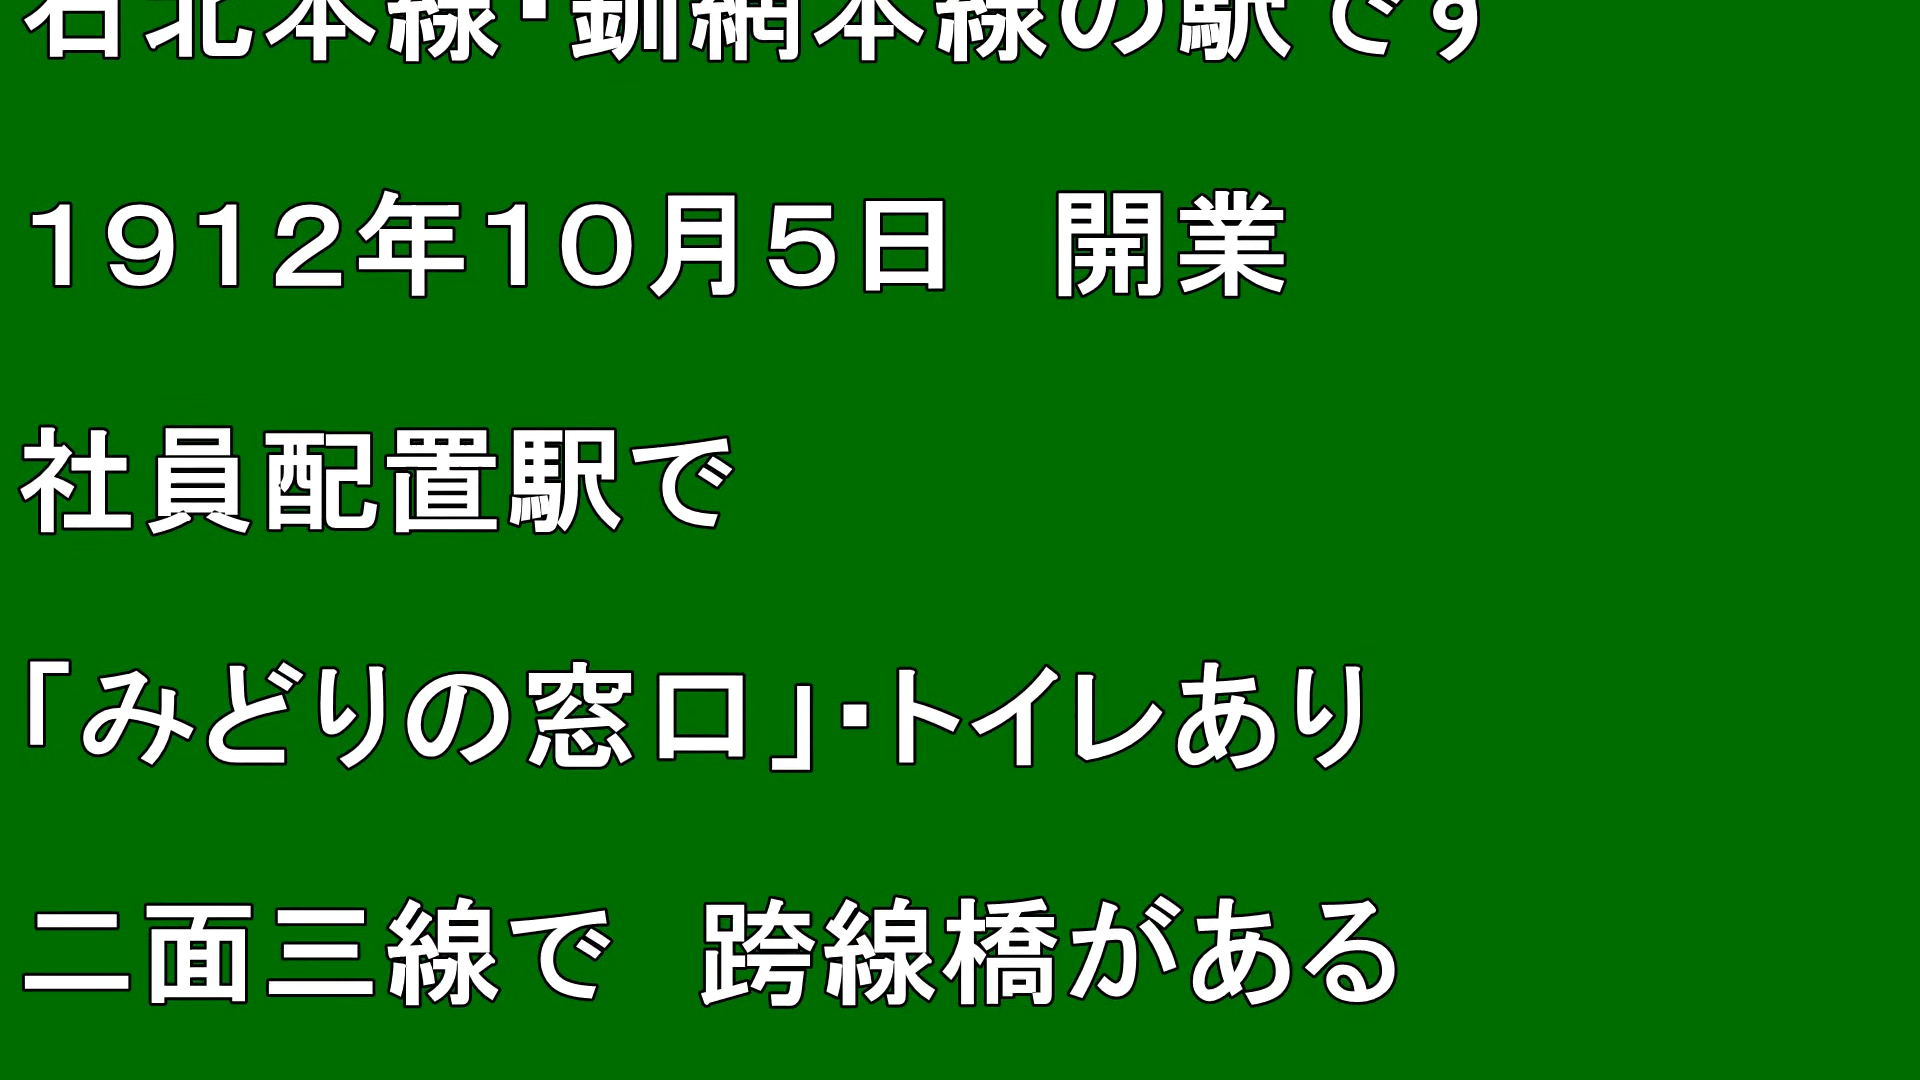 石北本線・釧網本線の駅です
１９１２年１０月５日　開業
社員配置駅で
「みどりの窓口」・トイレあり
二面三線で　跨線橋がある